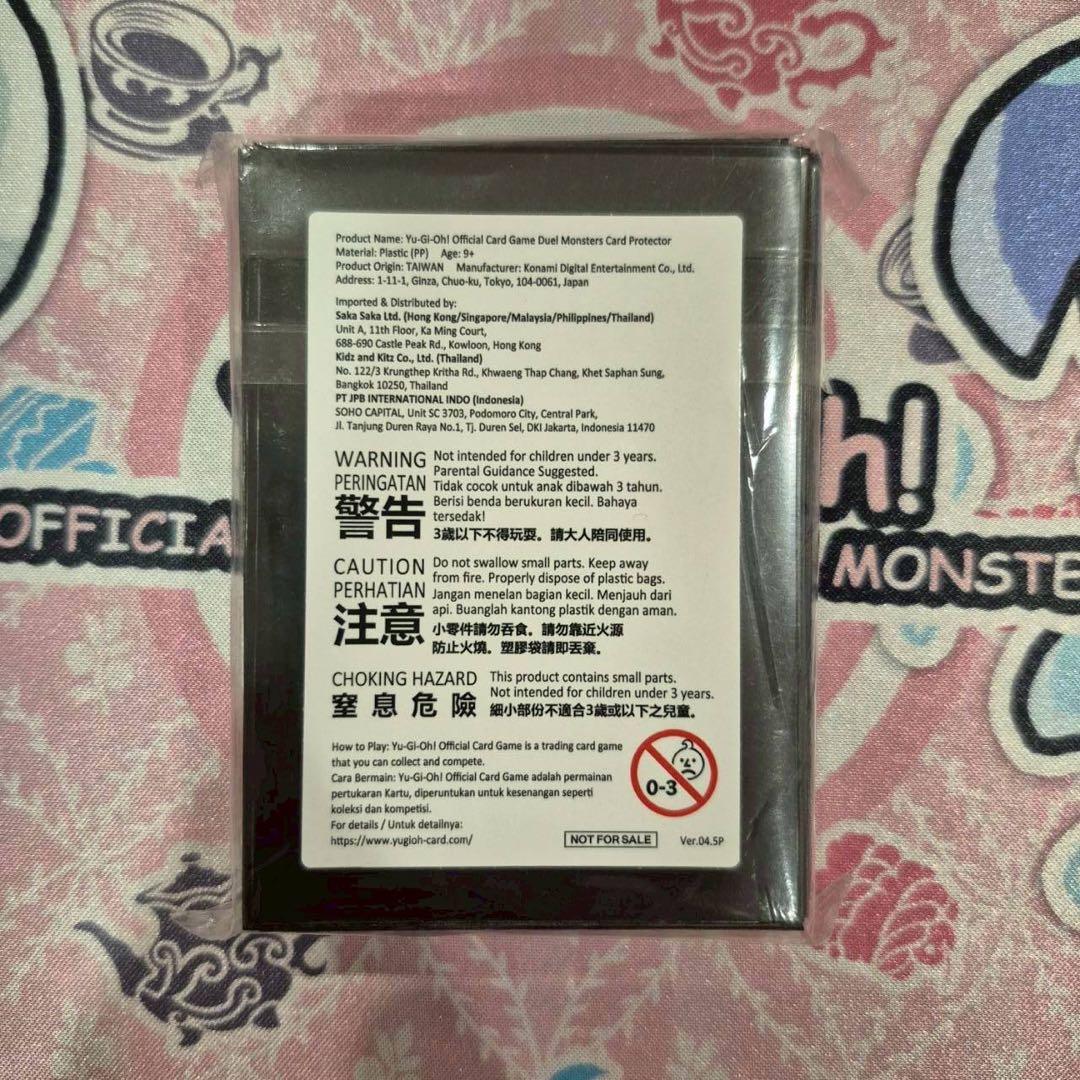 Product Name: Yu-Gi-Oh! Official Card Game Duel Monsters Card Protector
Material: Plastic (PP) Age: 9+
Product Origin: TAIWAN Manufacturer: Konami Digital Entertainment Co., Ltd.
Address: 1-11-1, Ginza, Chuo-ku, Tokyo, 104-0061, Japan
Imported & Distributed by:
Saka Saka Ltd. (Hong Kong/Singapore/Malaysia/Philippines/Thailand)
Unit A, 11th Floor, Ka Ming Court,
688-690 Castle Peak Rd., Kowloon, Hong Kong
Kidz and Kitz Co., Ltd. (Thailand)
No. 122/3 Krungthep Kritha Rd., Khwaeng Thap Chang, Khet Saphan Sung,
Bangkok 10250, Thailand
PT JPB INTERNATIONAL INDO (Indonesia)
SOHO CAPITAL, Unit SC 3703, Podomoro City, Central Park,
Jl. Tanjung Duren Raya No.1, Tj. Duren Sel, DKI Jakarta, Indonesia 11470
WARNING
PERINGATAN
警告
Not intended for children under 3 years.
Parental Guidance Suggested.
Tidak cocok untuk anak dibawah 3 tahun.
Berisi benda berukuran kecil. Bahaya
tersedak!
3歲以下不得玩耍。請大人陪同使用。
CAUTION
PERHATIAN
注意
Do not swallow small parts. Keep away
from fire. Properly dispose of plastic bags.
Jangan menelan bagian kecil. Menjauh dari
api. Buanglah kantong plastik dengan aman.
小零件請勿吞食。請勿靠近火源
防止火燒。塑膠袋請即丟棄。
CHOKING HAZARD
窒息危險
This product contains small parts.
Not intended for children under 3 years.
細小部份不適合3歲或以下之兒童。
How to Play: Yu-Gi-Oh! Official Card Game is a trading card game
that you can collect and compete.
Cara Bermain: Yu-Gi-Oh! Official Card Game adalah permainan
pertukaran Kartu, diperuntukan untuk kesenangan seperti
koleksi dan kompetisi.
For details / Untuk detailnya:
https://www.yugioh-card.com/
0-3
NOT FOR SALE
Ver.04.5P
h!
OFFICIA
MONSTE